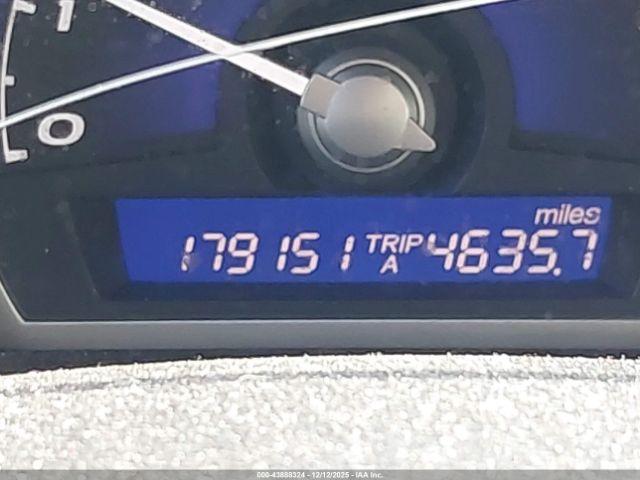 1
0
miles
179151 TRIP A 4635.7
000-43888324 | 12/12/2025 | IAA Inc.